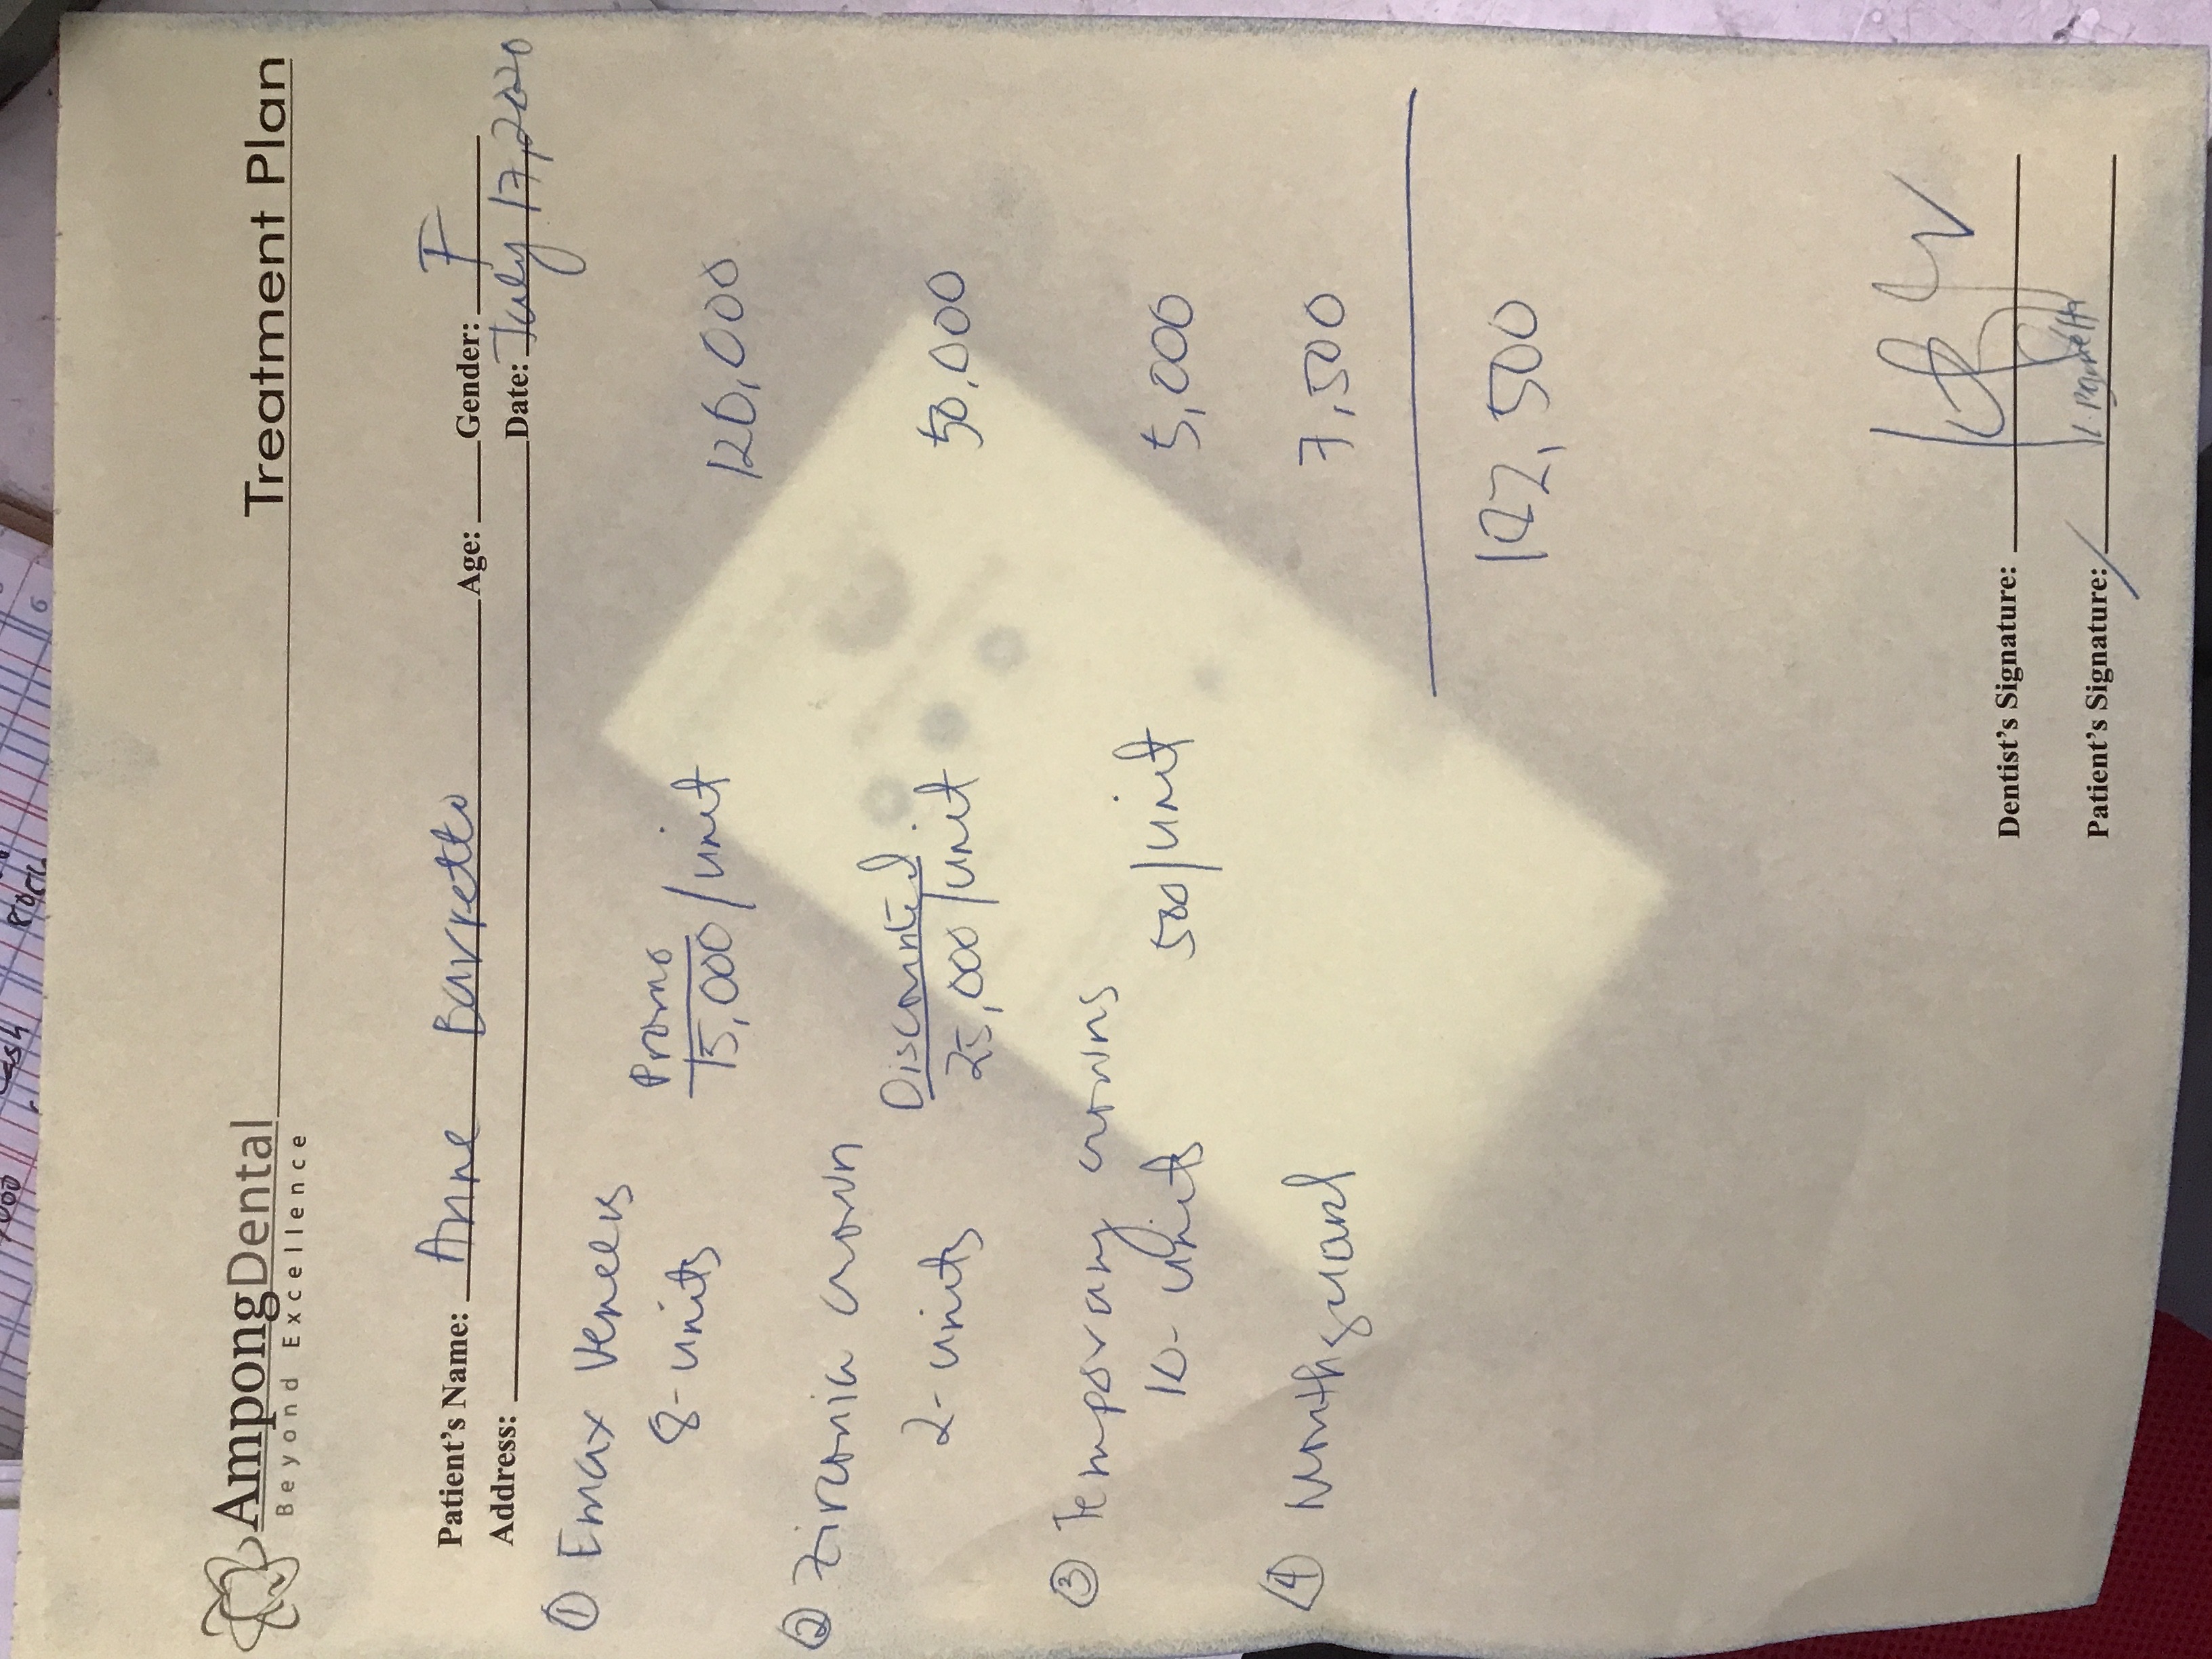 AmpongDental
Beyond Excellence
Treatment Plan
Patient's Name: Anne Barretto Age: Gender: F
Address: Date: July 17, 2020
① Emax Veneers
Promo
8-units 15,000/unit 120,000
② Zirconia crown
Discounted
2-units 25,000/unit 50,000
③ Temporary crowns
10-units 500/unit 5,000
④ Mouthguard 7,500
182,500
Dentist's Signature:
Patient's Signature: